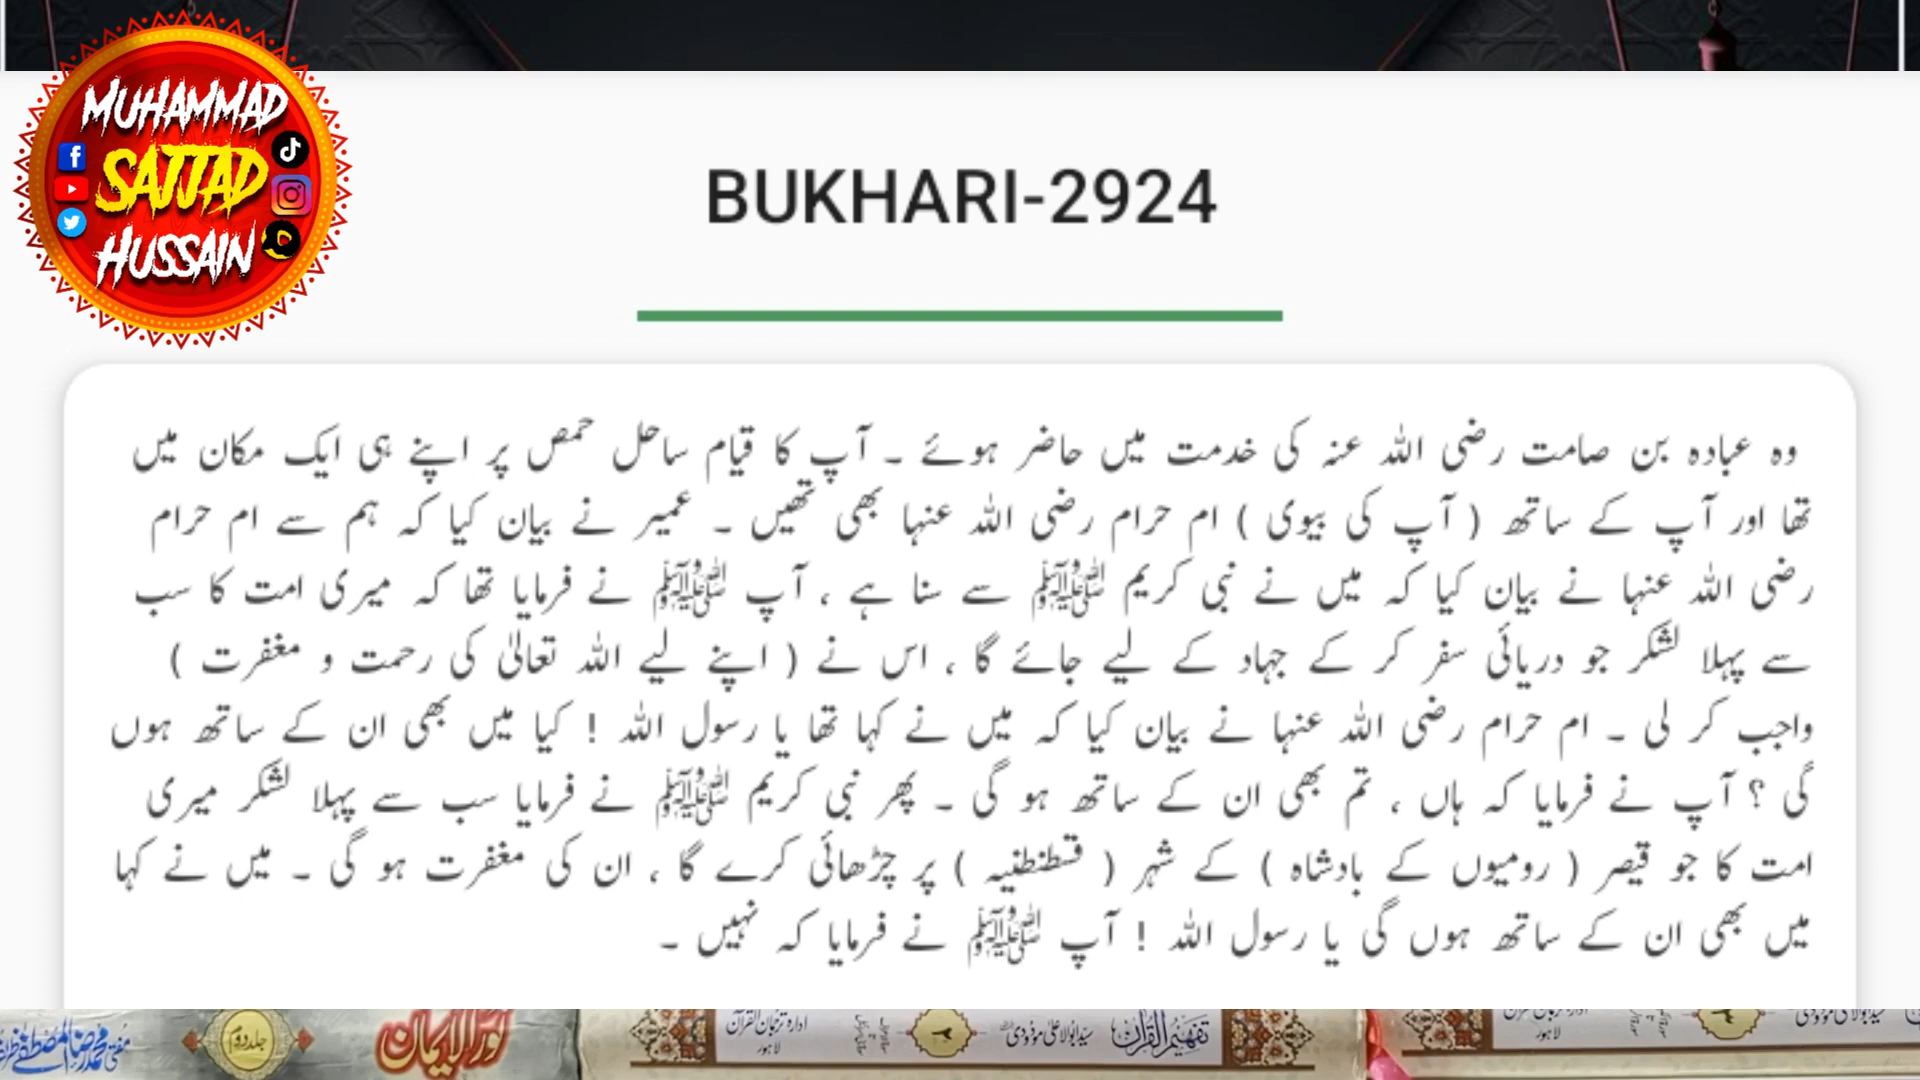 MUHAMMAD
SAJJAD
HUSSAIN
BUKHARI-2924
وہ عبادہ بن صامت رضی اللہ عنہ کی خدمت میں حاضر ہوئے ۔ آپ کا قیام ساحل حمص پر اپنے ہی ایک مکان میں
تھا اور آپ کے ساتھ ( آپ کی بیوی ) ام حرام رضی اللہ عنہا بھی تھیں ۔ عمیر نے بیان کیا کہ ہم سے ام حرام
رضی اللہ عنہا نے بیان کیا کہ میں نے نبی کریم ﷺ سے سنا ہے ، آپ ﷺ نے فرمایا تھا کہ میری امت کا سب
سے پہلا لشکر جو دریائی سفر کر کے جہاد کے لیے جائے گا ، اس نے ( اپنے لیے اللہ تعالیٰ کی رحمت و مغفرت )
واجب کر لی ۔ ام حرام رضی اللہ عنہا نے بیان کیا کہ میں نے کہا تھا یا رسول اللہ ! کیا میں بھی ان کے ساتھ ہوں
گی ؟ آپ نے فرمایا کہ ہاں ، تم بھی ان کے ساتھ ہو گی ۔ پھر نبی کریم ﷺ نے فرمایا سب سے پہلا لشکر میری
امت کا جو قیصر ( رومیوں کے بادشاہ ) کے شہر ( قسطنطنیہ ) پر چڑھائی کرے گا ، ان کی مغفرت ہو گی ۔ میں نے کہا
میں بھی ان کے ساتھ ہوں گی یا رسول اللہ ! آپ ﷺ نے فرمایا کہ نہیں ۔
تفہیم القرآن
سید ابوالاعلیٰ مودودی
۲
ادارہ ترجمان القرآن
لاہور
نور الایمان
جلد دوم